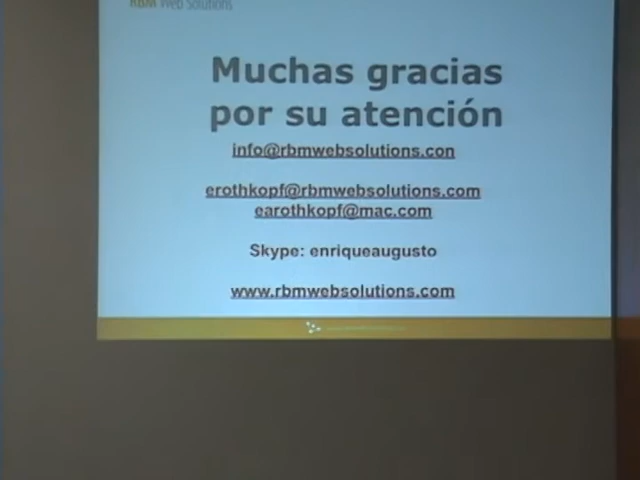 RBM Web Solutions
Muchas gracias
por su atención
info@rbmwebsolutions.con
erothkopf@rbmwebsolutions.com
earothkopf@mac.com
Skype: enriqueaugusto
www.rbmwebsolutions.com